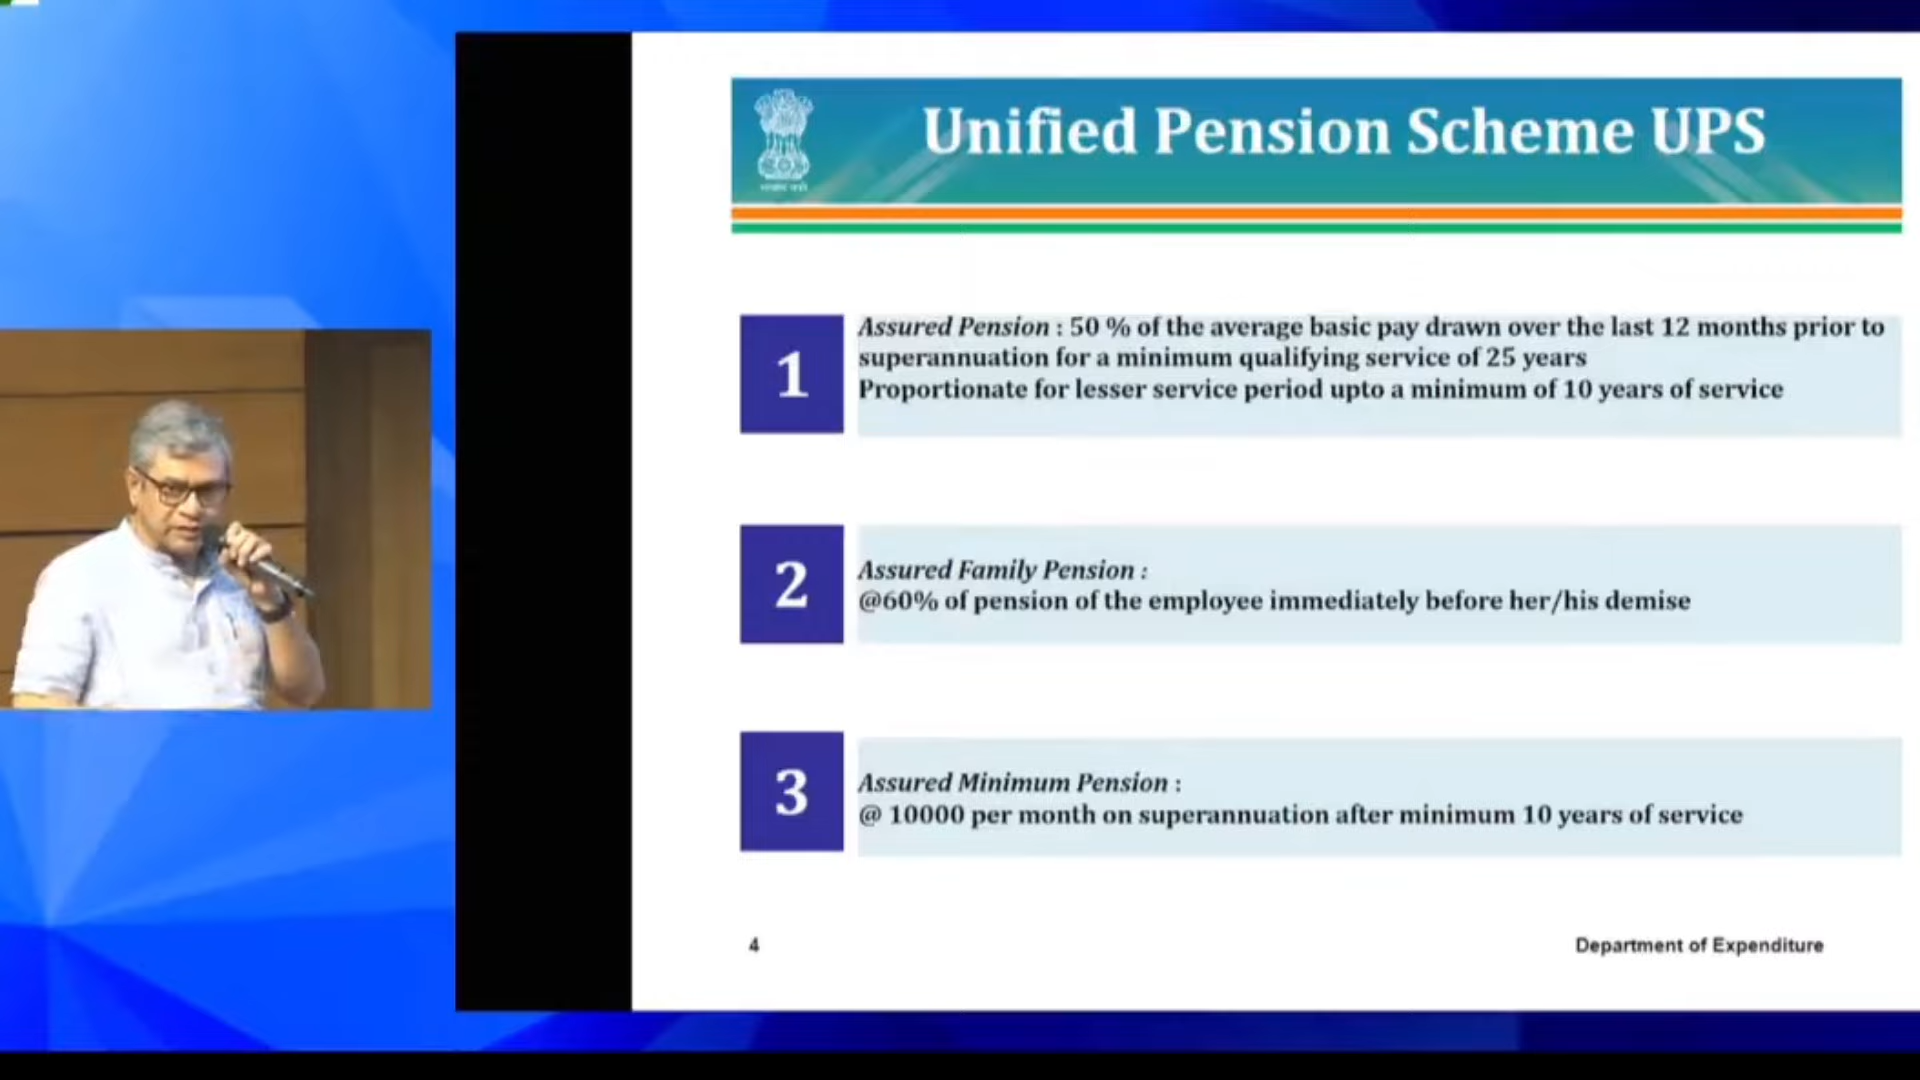 Unified Pension Scheme UPS
1
Assured Pension : 50 % of the average basic pay drawn over the last 12 months prior to
superannuation for a minimum qualifying service of 25 years
Proportionate for lesser service period upto a minimum of 10 years of service
2
Assured Family Pension :
@60% of pension of the employee immediately before her/his demise
3
Assured Minimum Pension :
@ 10000 per month on superannuation after minimum 10 years of service
4
Department of Expenditure